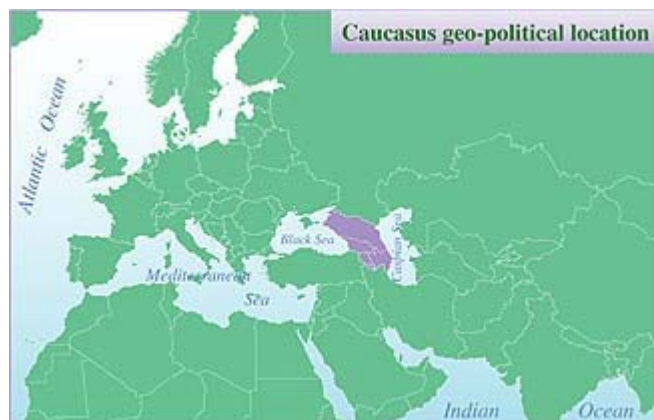 Caucasus geo-political location
Atlantic Ocean
Black Sea
Caspian Sea
Mediterranean
Sea
Indian Ocean